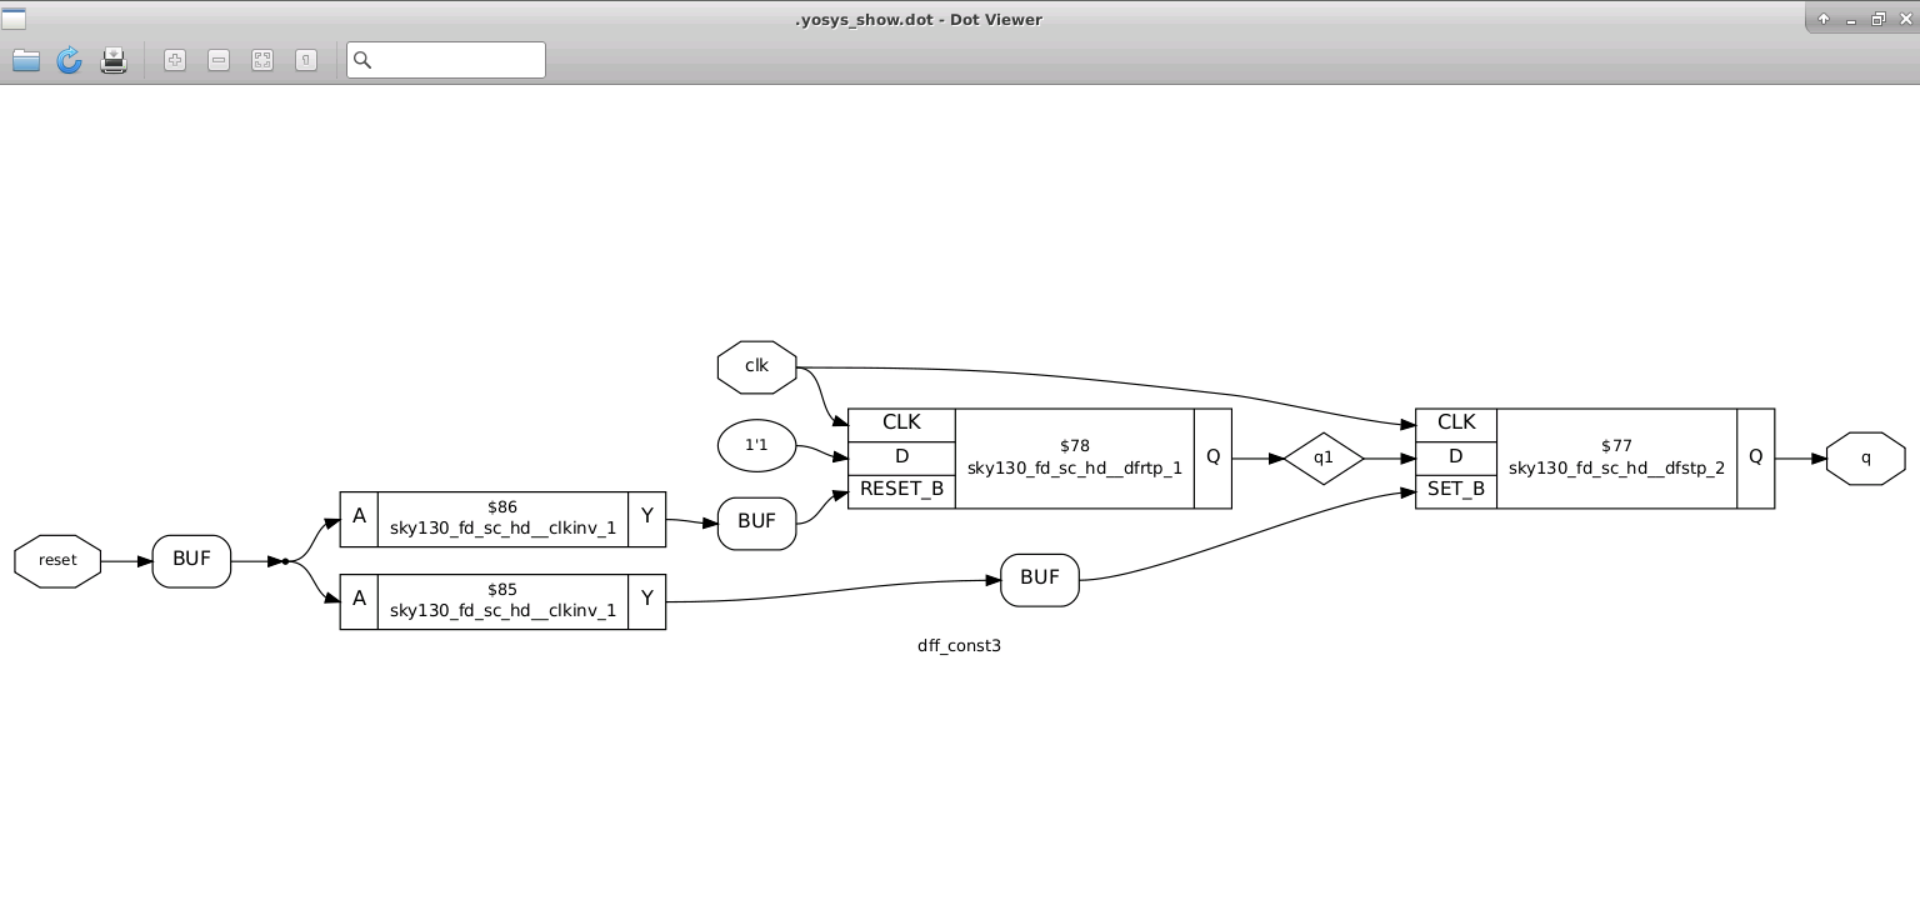 .yosys_show.dot - Dot Viewer
clk
CLK
D
RESET_B
$78
sky130_fd_sc_hd__dfrtp_1
Q
1'1
q1
CLK
D
SET_B
$77
sky130_fd_sc_hd__dfstp_2
Q
q
reset
BUF
A
$86
sky130_fd_sc_hd__clkinv_1
Y
BUF
A
$85
sky130_fd_sc_hd__clkinv_1
Y
BUF
dff_const3